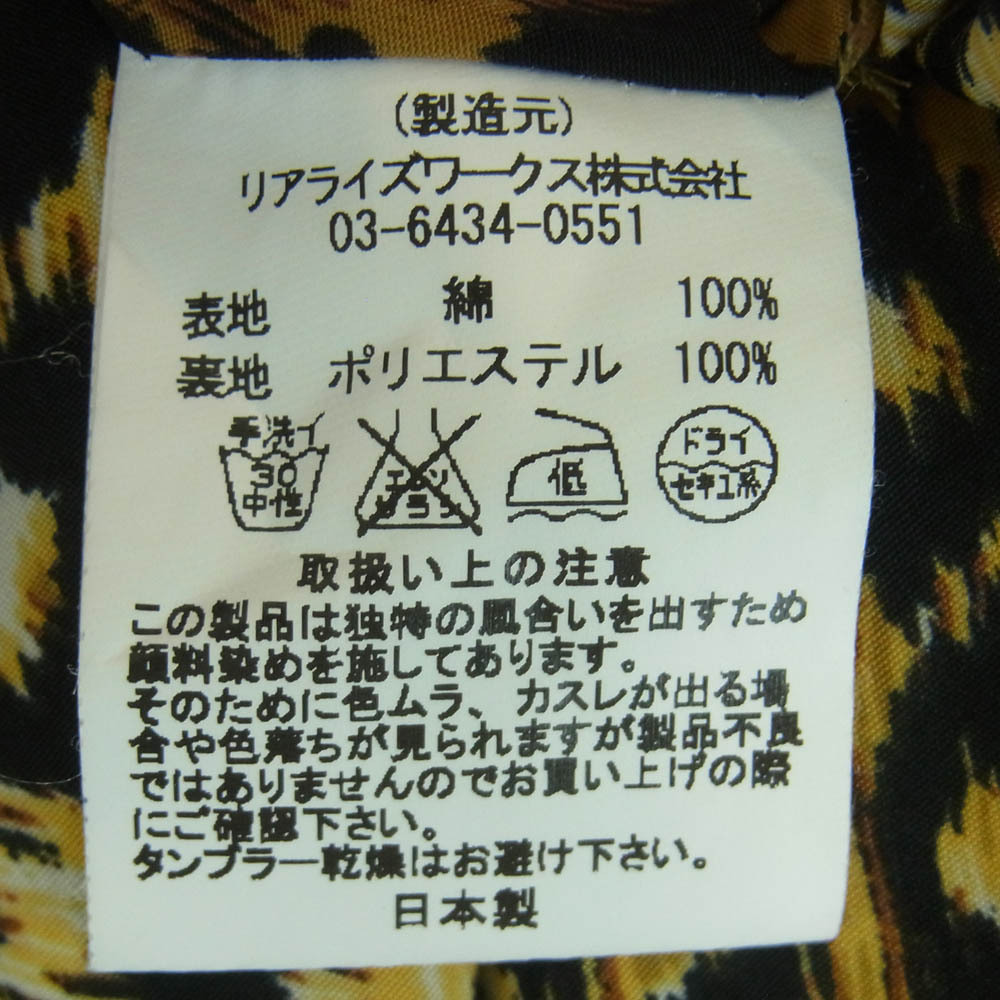 (製造元)
リアライズワークス株式会社
03-6434-0551
表地 綿 100%
裏地 ポリエステル 100%
手洗イ
30
中性
エンソ
サラシ
低
ドライ
セキユ系
取扱い上の注意
この製品は独特の風合いを出すため
顔料染めを施してあります。
そのために色ムラ、カスレが出る場
合や色落ちが見られますが製品不良
ではありませんのでお買い上げの際
にご確認下さい。
タンブラー乾燥はお避け下さい。
日本製